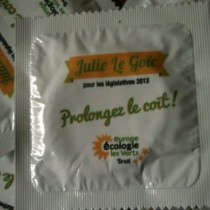 Julie Le Goïc
pour les législatives 2012
Prolongez le coït !
europe
écologie
les Verts
Brest